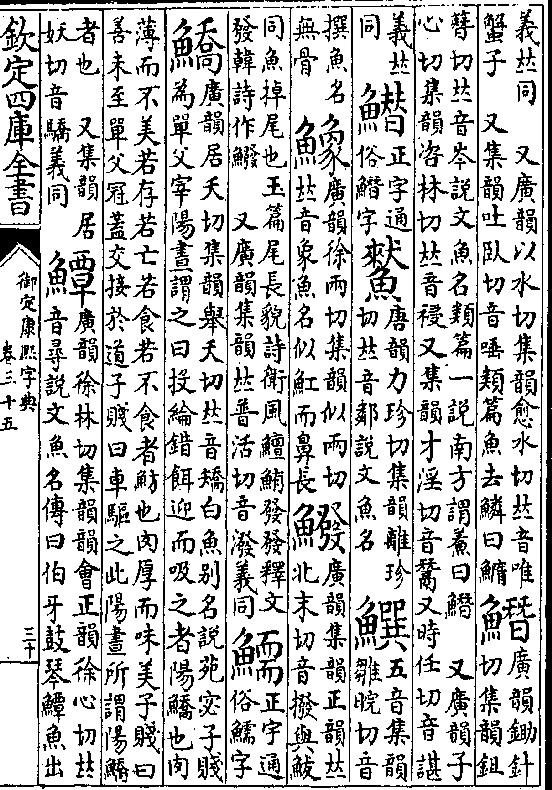 義𠀤同　又廣韻以水切集韻愈水切𠀤音唯
蟹子　又集韻吐臥切音唾類篇魚去鱗曰鰖
䲋廣韻鋤針
切集韻鉏
簪切𠀤音岑說文魚名類篇一說南方謂鮺曰䲋　又廣韻子
心切集韻咨林切𠀤音祲又集韻才淫切音鬵又時任切音諶
義𠀤
同
正字通
俗字
唐韻力珍切集韻離珍
切𠀤音鄰說文魚名
五音集韻
雛睆切音
撰魚名
無骨
鱌廣韻徐兩切集韻似兩切
𠀤音象魚名似魟而鼻長
鱍廣韻集韻正韻𠀤
北末切音撥與鮁
同魚掉尾也玉篇尾長貌詩衛風鱣鮪發發釋文
發韓詩作鱍　又廣韻集韻𠀤普活切音潑義同
正字通
俗鱬字
鱎廣韻居夭切集韻舉夭切𠀤音矯白魚別名說苑宓子賤
為單父宰陽晝謂之曰投綸錯餌迎而吸之者陽鱎也肉
薄而不美若存若亡若食若不食者魴也肉厚而味美子賤曰
善未至單父冠蓋交接於道子賤曰車驅之此陽晝所謂陽鱎
者也　又集韻居
妖切音驕義同
鱏廣韻徐林切集韻韻會正韻徐心切𠀤
音尋說文魚名傳曰伯牙鼓琴鱏魚出
欽定四庫全書
御定康熙字典
卷三十五
三十